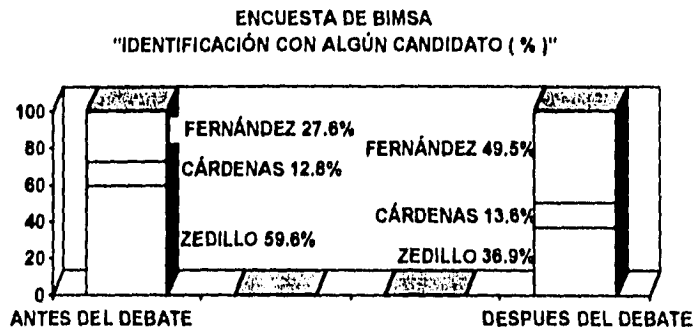 ENCUESTA DE BIMSA
"IDENTIFICACIÓN CON ALGÚN CANDIDATO ( % )"
100
80
60
40
20
0
FERNÁNDEZ 27.6%
CÁRDENAS 12.8%
ZEDILLO 59.6%
FERNÁNDEZ 49.5%
CÁRDENAS 13.6%
ZEDILLO 36.9%
ANTES DEL DEBATE
DESPUES DEL DEBATE